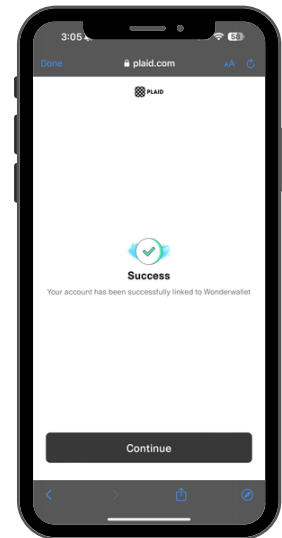 3:05
58
Done plaid.com AA
PLAID
Success
Your account has been successfully linked to Wonderwallet
Continue